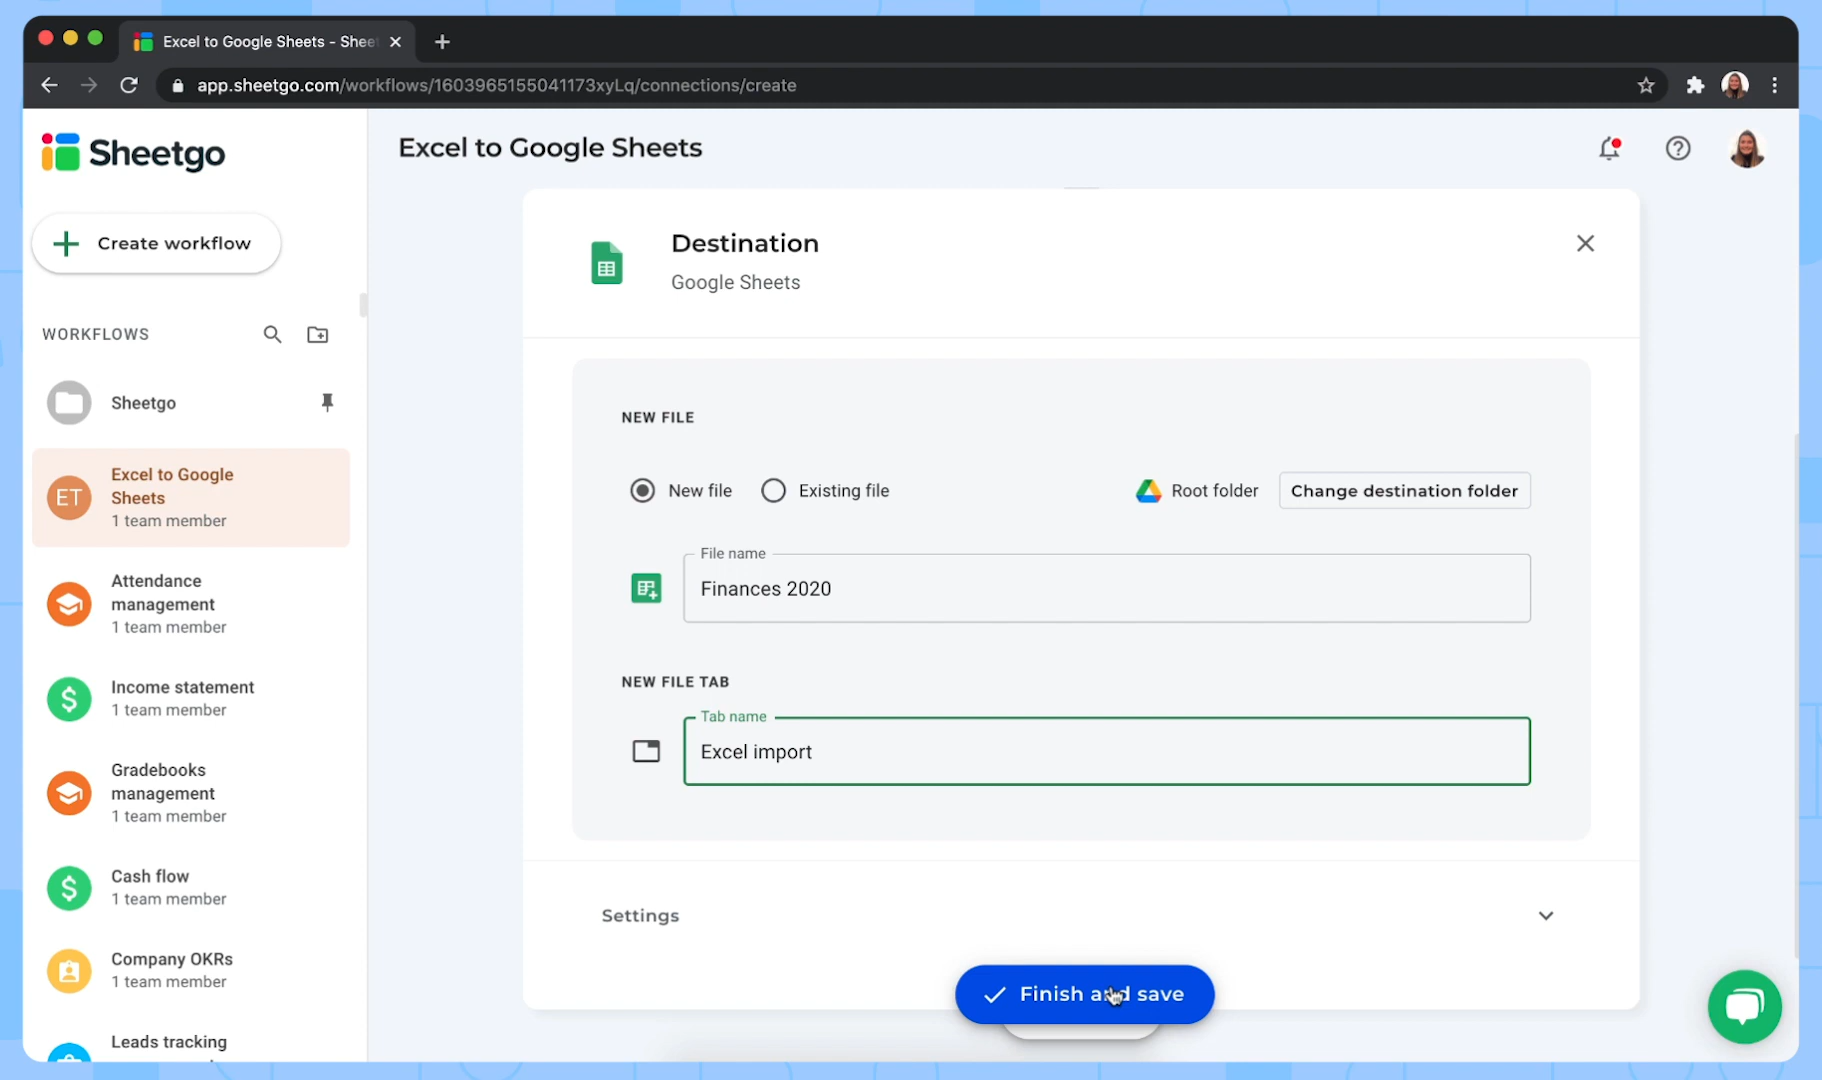 Excel to Google Sheets - Sheet
app.sheetgo.com/workflows/1603965155041173xyLq/connections/create
Sheetgo
Excel to Google Sheets
Create workflow
WORKFLOWS
Sheetgo
ET
Excel to Google
Sheets
1 team member
Attendance
management
1 team member
Income statement
1 team member
Gradebooks
management
1 team member
Cash flow
1 team member
Company OKRs
1 team member
Leads tracking
Destination
Google Sheets
NEW FILE
New file
Existing file
Root folder
Change destination folder
File name
Finances 2020
NEW FILE TAB
Tab name
Excel import
Settings
Finish and save